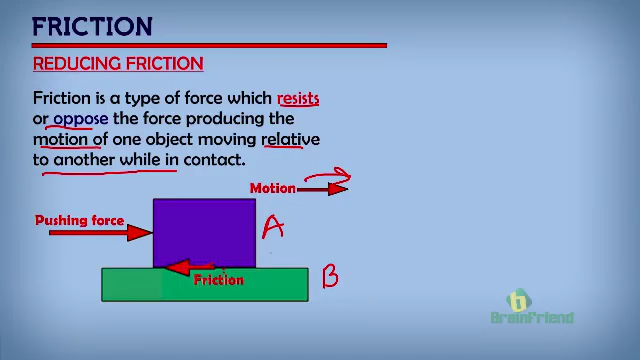 FRICTION
REDUCING FRICTION
Friction is a type of force which resists
or oppose the force producing the
motion of one object moving relative
to another while in contact.
Motion
Pushing force
A
Friction
B
b
BrainFriend